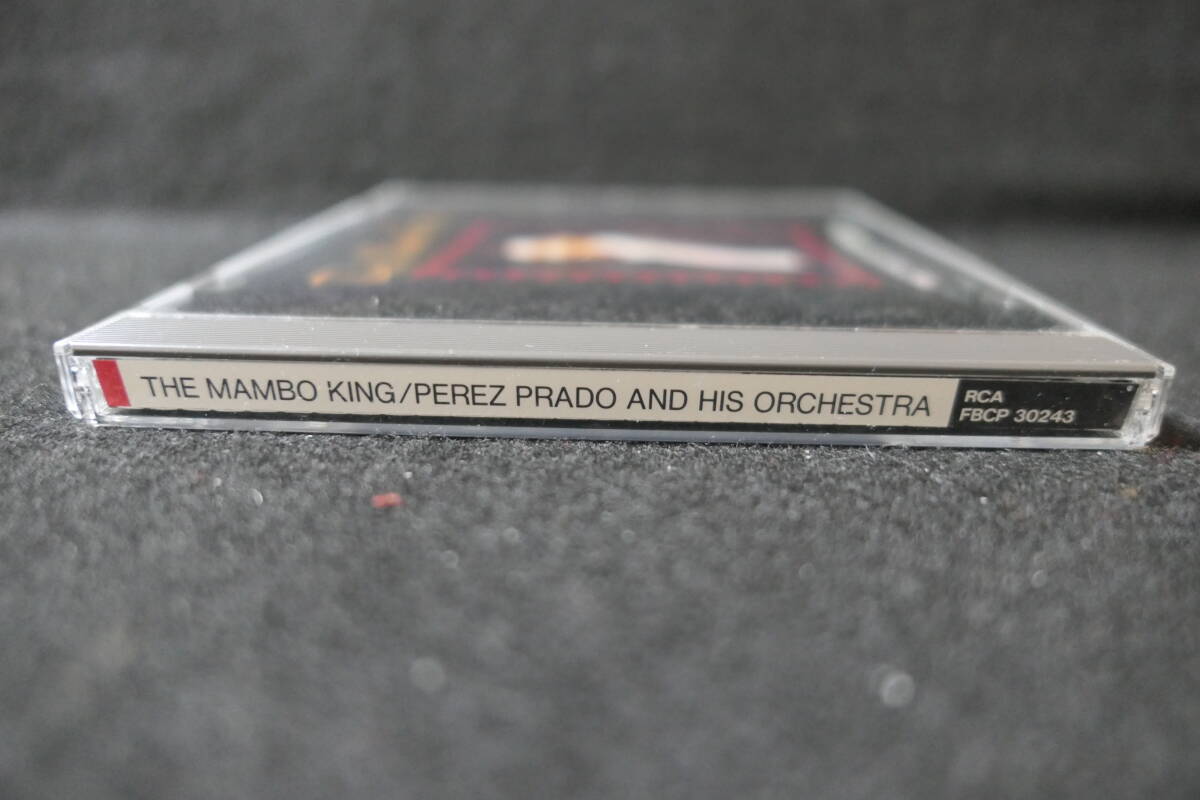 THE MAMBO KING/PEREZ PRADO AND HIS ORCHESTRA
RCA
FBCP 30243